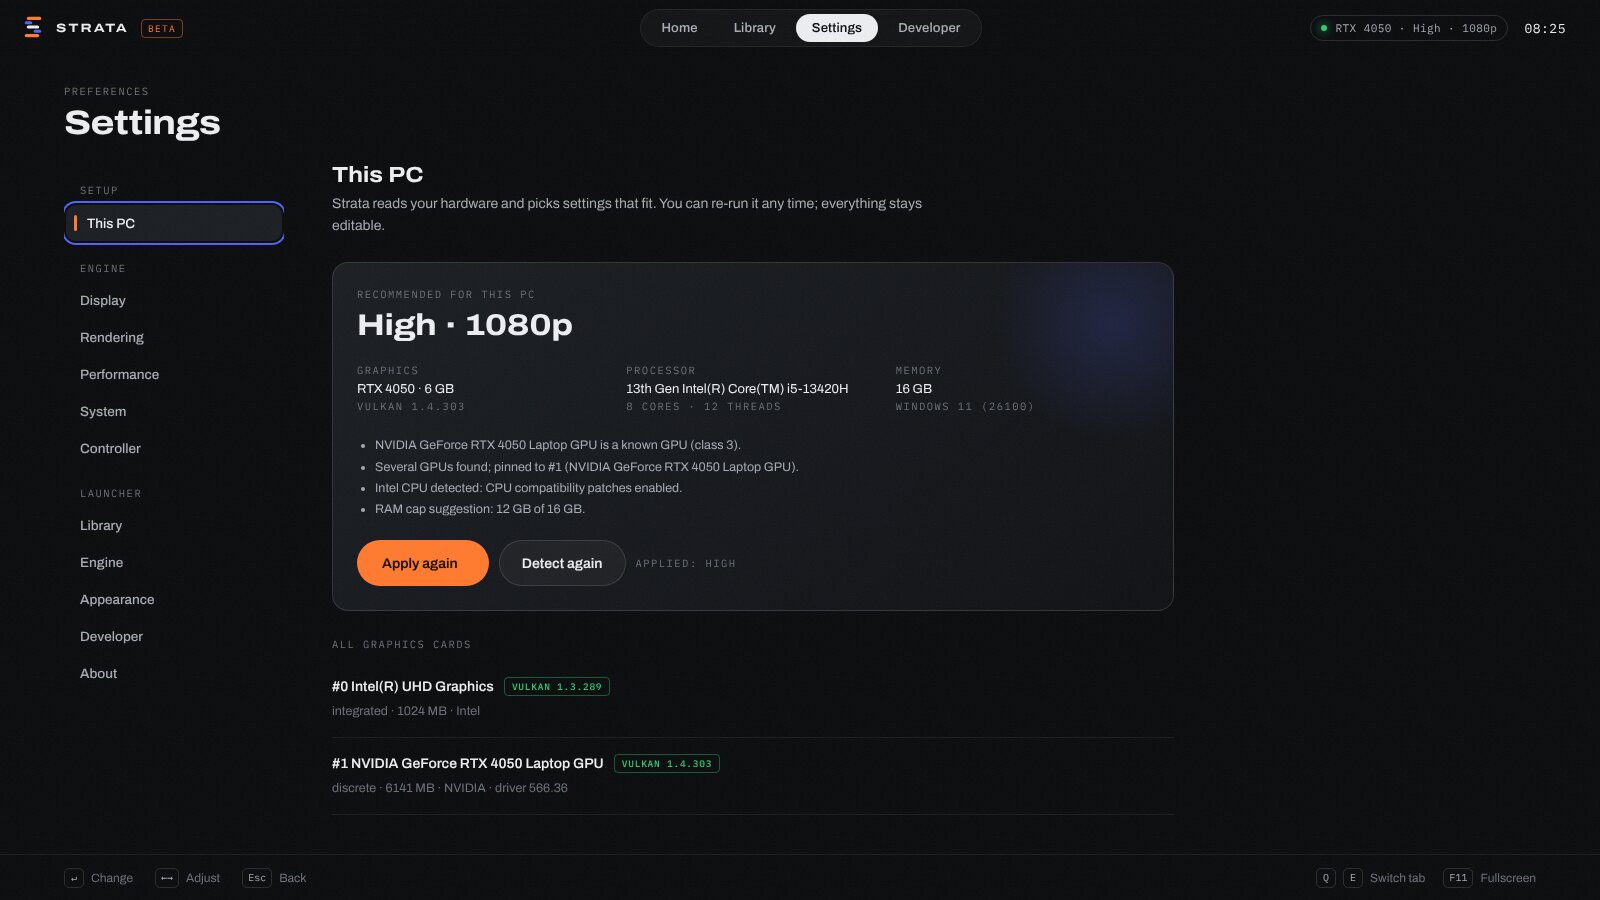 STRATA BETA
Home Library Settings Developer
RTX 4050 · High · 1080p 08:25
PREFERENCES
Settings
SETUP
This PC
ENGINE
Display
Rendering
Performance
System
Controller
LAUNCHER
Library
Engine
Appearance
Developer
About
This PC
Strata reads your hardware and picks settings that fit. You can re-run it any time; everything stays
editable.
RECOMMENDED FOR THIS PC
High · 1080p
GRAPHICS
RTX 4050 · 6 GB
VULKAN 1.4.303
PROCESSOR
13th Gen Intel(R) Core(TM) i5-13420H
8 CORES · 12 THREADS
MEMORY
16 GB
WINDOWS 11 (26100)
• NVIDIA GeForce RTX 4050 Laptop GPU is a known GPU (class 3).
• Several GPUs found; pinned to #1 (NVIDIA GeForce RTX 4050 Laptop GPU).
• Intel CPU detected: CPU compatibility patches enabled.
• RAM cap suggestion: 12 GB of 16 GB.
Apply again Detect again APPLIED: HIGH
ALL GRAPHICS CARDS
#0 Intel(R) UHD Graphics VULKAN 1.3.289
integrated · 1024 MB · Intel
#1 NVIDIA GeForce RTX 4050 Laptop GPU VULKAN 1.4.303
discrete · 6141 MB · NVIDIA · driver 566.36
↵ Change ←→ Adjust Esc Back Q E Switch tab F11 Fullscreen